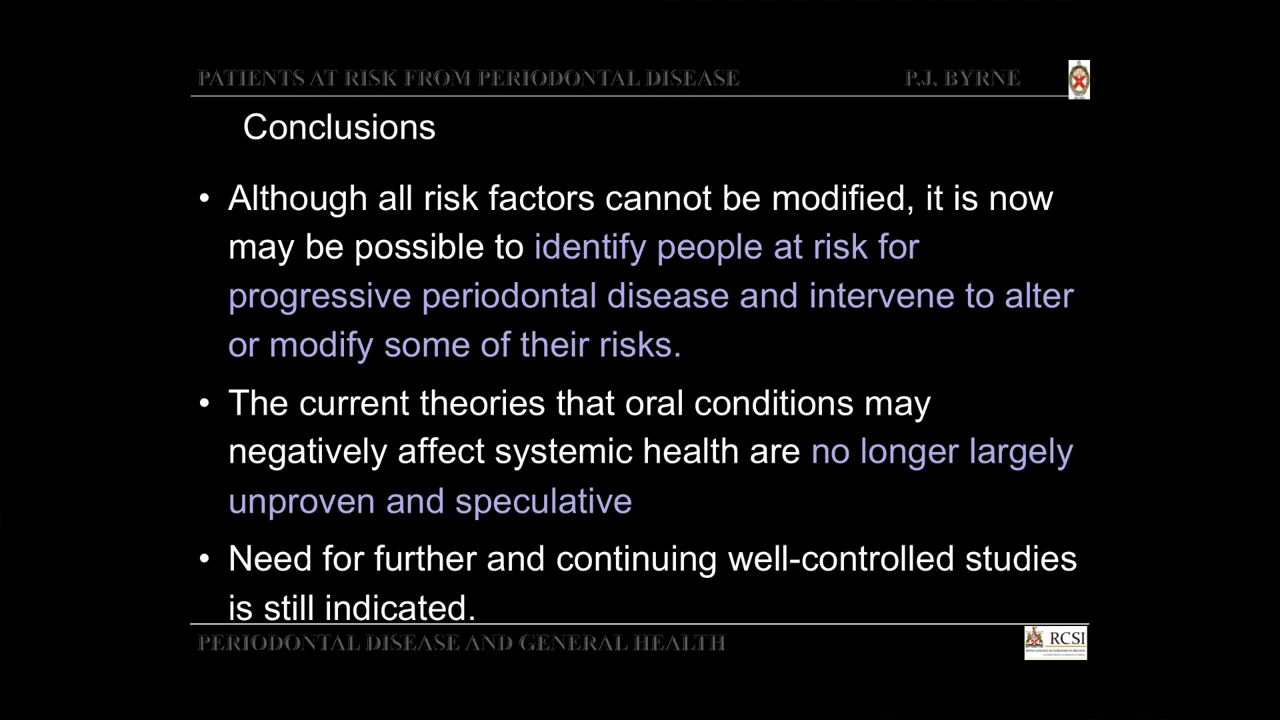 PATIENTS AT RISK FROM PERIODONTAL DISEASE P.J. BYRNE
Conclusions
• Although all risk factors cannot be modified, it is now
may be possible to identify people at risk for
progressive periodontal disease and intervene to alter
or modify some of their risks.
• The current theories that oral conditions may
negatively affect systemic health are no longer largely
unproven and speculative
• Need for further and continuing well-controlled studies
is still indicated.
PERIODONTAL DISEASE AND GENERAL HEALTH
RCSI